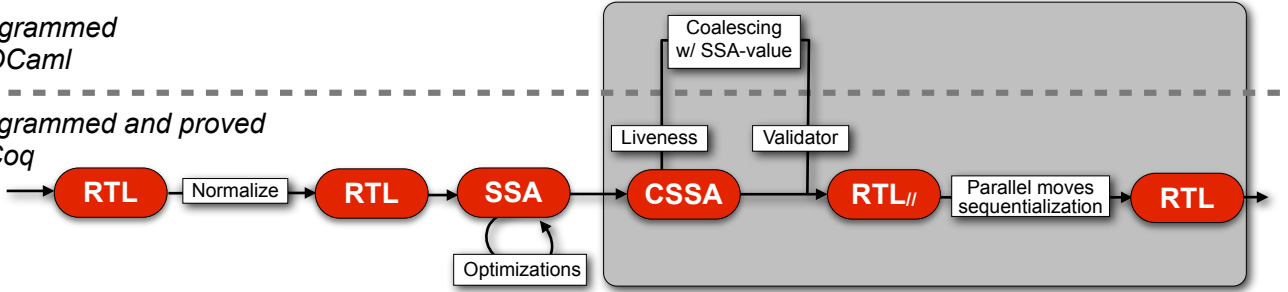 grammed
OCaml
Coalescing
w/ SSA-value
grammed and proved
Coq
Liveness
Validator
RTL
Normalize
RTL
SSA
CSSA
RTL//
Parallel moves
sequentialization
RTL
Optimizations